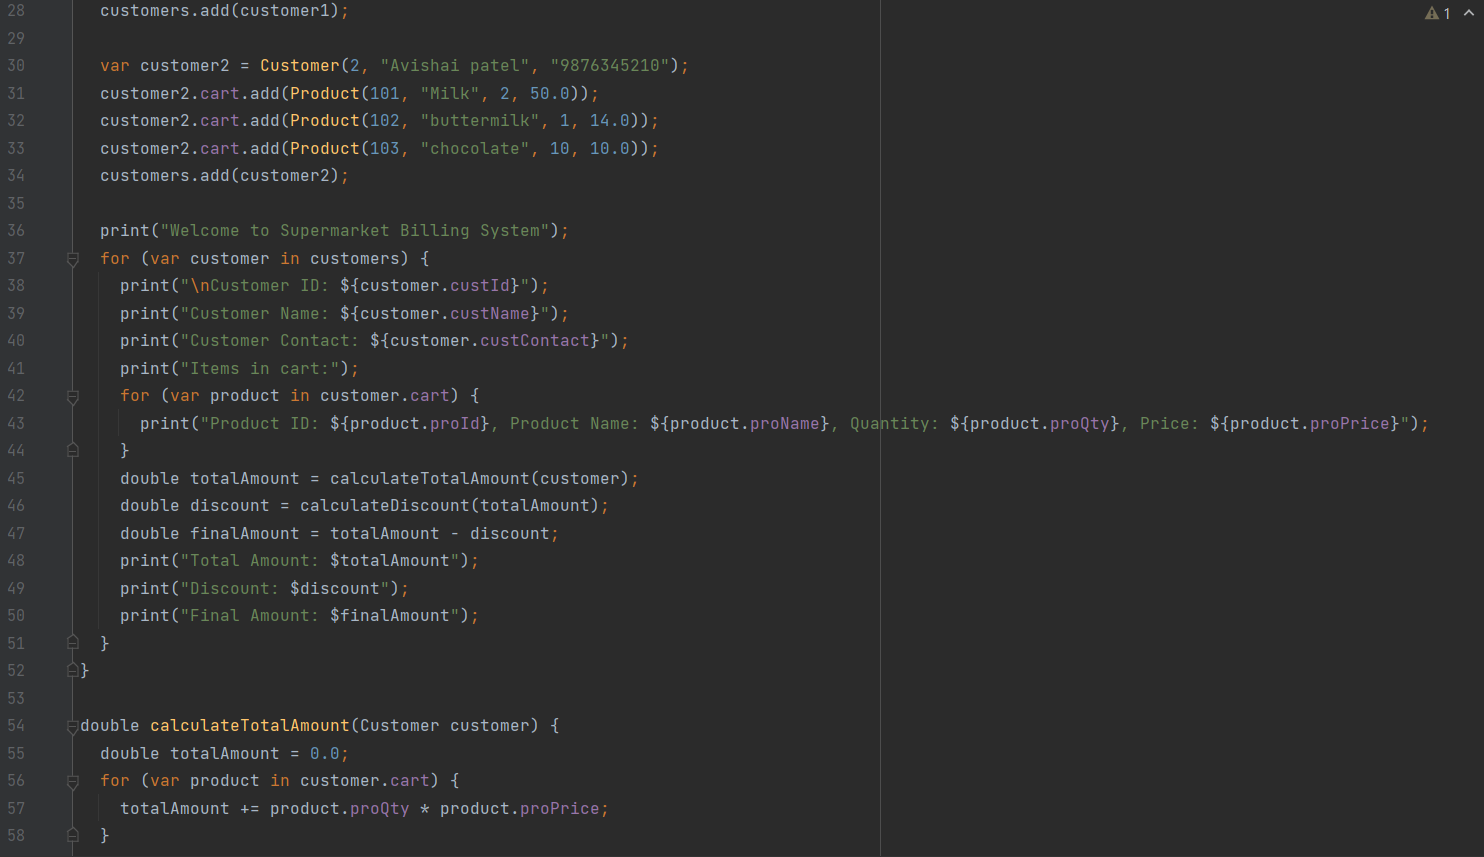 28 customers.add(customer1);
29
30 var customer2 = Customer(2, "Avishai patel", "9876345210");
31 customer2.cart.add(Product(101, "Milk", 2, 50.0));
32 customer2.cart.add(Product(102, "buttermilk", 1, 14.0));
33 customer2.cart.add(Product(103, "chocolate", 10, 10.0));
34 customers.add(customer2);
35
36 print("Welcome to Supermarket Billing System");
37 for (var customer in customers) {
38 print("\nCustomer ID: ${customer.custId}");
39 print("Customer Name: ${customer.custName}");
40 print("Customer Contact: ${customer.custContact}");
41 print("Items in cart:");
42 for (var product in customer.cart) {
43 print("Product ID: ${product.proId}, Product Name: ${product.proName}, Quantity: ${product.proQty}, Price: ${product.proPrice}");
44 }
45 double totalAmount = calculateTotalAmount(customer);
46 double discount = calculateDiscount(totalAmount);
47 double finalAmount = totalAmount - discount;
48 print("Total Amount: $totalAmount");
49 print("Discount: $discount");
50 print("Final Amount: $finalAmount");
51 }
52 }
53
54 double calculateTotalAmount(Customer customer) {
55 double totalAmount = 0.0;
56 for (var product in customer.cart) {
57 totalAmount += product.proQty * product.proPrice;
58 }
1